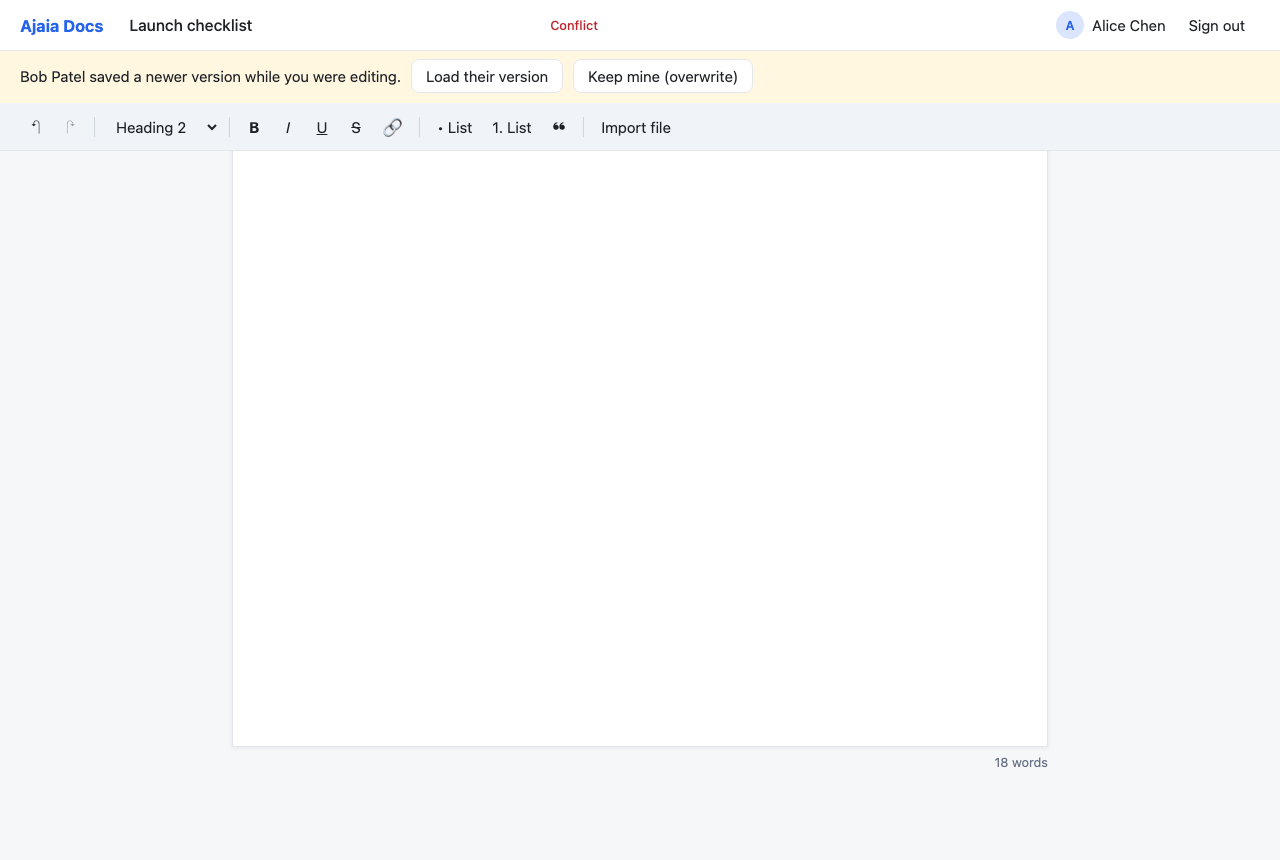 Ajaia Docs Launch checklist Conflict A Alice Chen Sign out
Bob Patel saved a newer version while you were editing. Load their version Keep mine (overwrite)
Heading 2 B I U S • List 1. List ❝ Import file
18 words